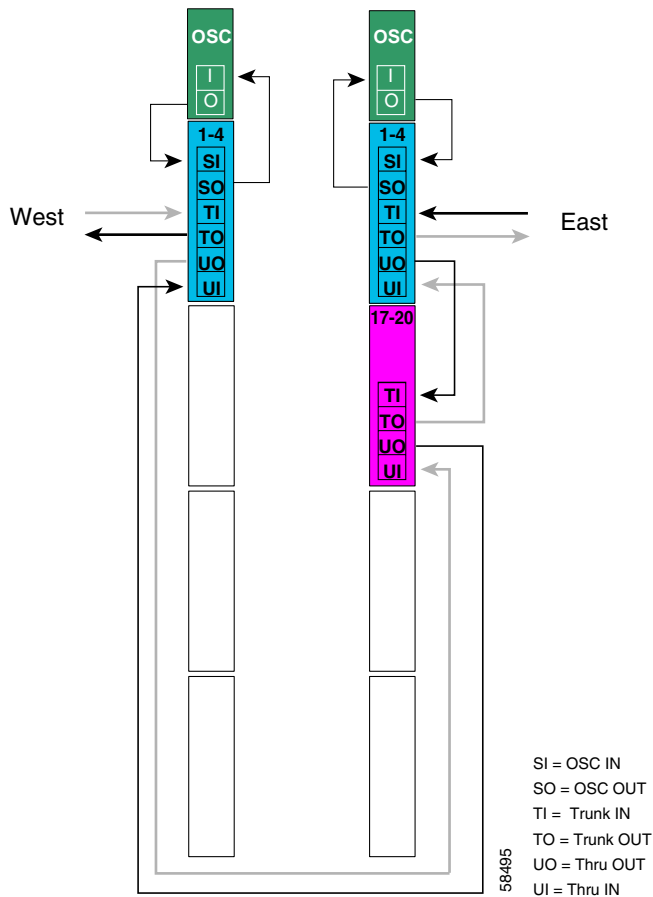 OSC
I
O
1-4
SI
SO
TI
TO
UO
UI
West
OSC
I
O
1-4
SI
SO
TI
TO
UO
UI
East
17-20
TI
TO
UO
UI
SI = OSC IN
SO = OSC OUT
TI = Trunk IN
TO = Trunk OUT
UO = Thru OUT
UI = Thru IN
58495